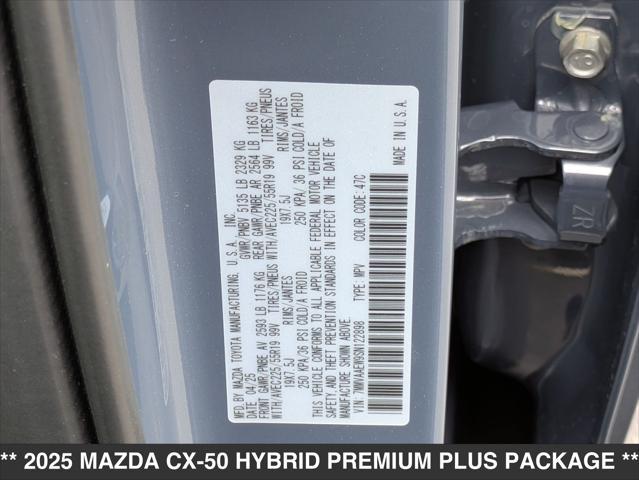 MFD.BY MAZDA TOYOTA MANUFACTURING, U.S.A., INC.
DATE: 04/25 GVWR/PNBV 5135 LB 2329 KG
FRONT GAWR/PNBE AV 2593 LB 1176 KG REAR GAWR/PNBE AR 2564 LB 1163 KG
WITH/AVEC225/55R19 99V TIRES/PNEUS WITH/AVEC225/55R19 99V TIRES/PNEUS
19X7.5J RIMS/JANTES 19X7.5J RIMS/JANTES
250 KPA/36 PSI COLD/A FROID 250 KPA/ 36 PSI COLD/A FROID
THIS VEHICLE CONFORMS TO ALL APPLICABLE FEDERAL MOTOR VEHICLE
SAFETY,AND THEFT PREVENTION STANDARDS IN EFFECT ON THE DATE OF
MANUFACTURE SHOWN ABOVE.
VIN: 7MMVAAEW9SN122898 TYPE: MPV COLOR CODE: 47C
MADE IN U.S.A.
ZR
** 2025 MAZDA CX-50 HYBRID PREMIUM PLUS PACKAGE **